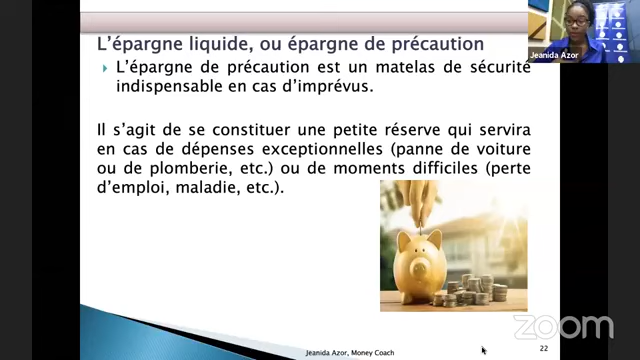 L’épargne liquide, ou épargne de précaution
L’épargne de précaution est un matelas de sécurité
indispensable en cas d’imprévus.
Il s’agit de se constituer une petite réserve qui servira
en cas de dépenses exceptionnelles (panne de voiture
ou de plomberie, etc.) ou de moments difficiles (perte
d’emploi, maladie, etc.).
Jeanida Azor
Jeanida Azor, Money Coach
22
zoom